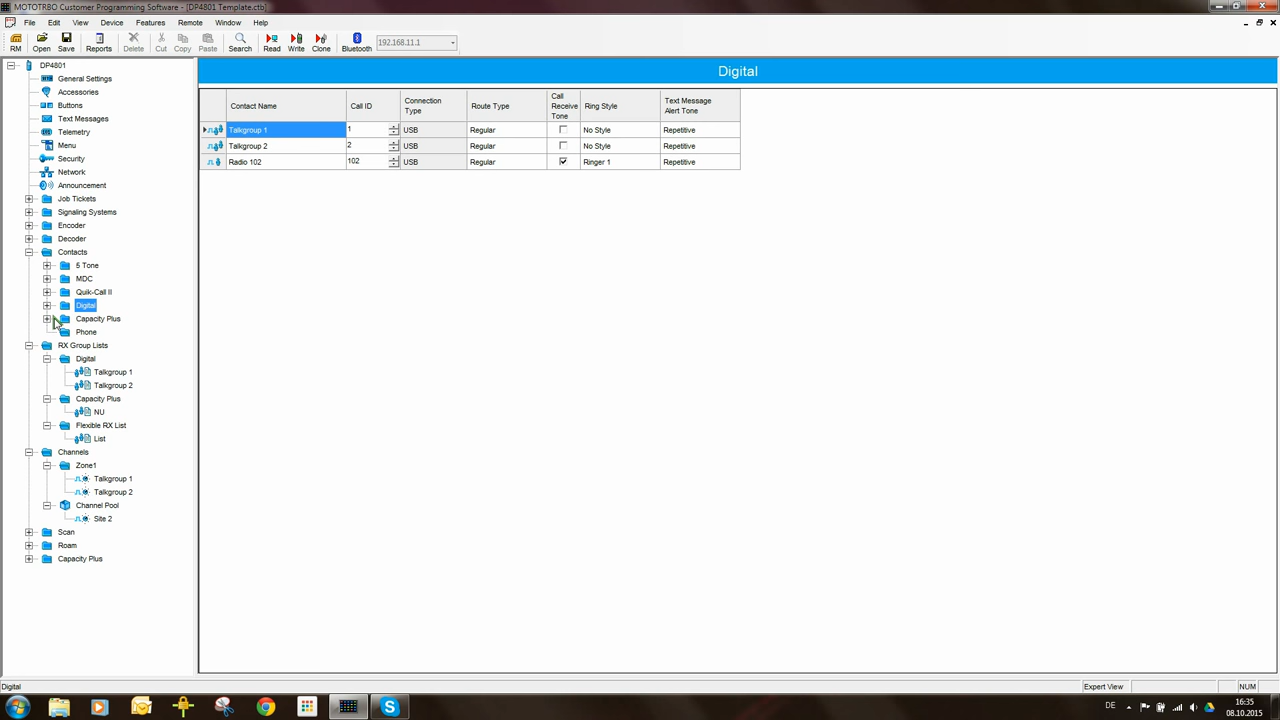 MOTOTRBO Customer Programming Software - [DP4801 Template.ctb]
File Edit View Device Features Remote Window Help
RM Open Save Reports Delete Cut Copy Paste Search Read Write Clone Bluetooth 192.168.11.1
DP4801
General Settings
Accessories
Buttons
Text Messages
Telemetry
Menu
Security
Network
Announcement
Job Tickets
Signaling Systems
Encoder
Decoder
Contacts
5 Tone
MDC
Quik-Call II
Digital
Capacity Plus
Phone
RX Group Lists
Digital
Talkgroup 1
Talkgroup 2
Capacity Plus
NU
Flexible RX List
List
Channels
Zone1
Talkgroup 1
Talkgroup 2
Channel Pool
Site 2
Scan
Roam
Capacity Plus
Digital
Contact Name Call ID Connection Type Route Type Call Receive Tone Ring Style Text Message Alert Tone
Talkgroup 1 1 USB Regular No Style Repetitive
Talkgroup 2 2 USB Regular No Style Repetitive
Radio 102 102 USB Regular Ringer 1 Repetitive
Digital Expert View NUM
DE 16:35
08.10.2015